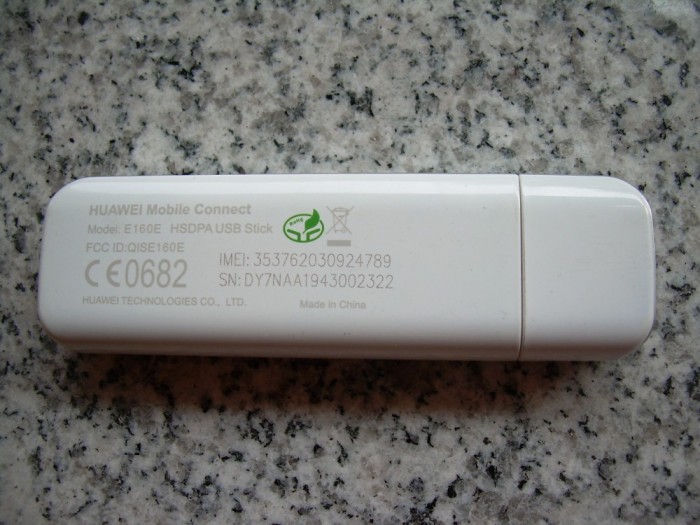 HUAWEI Mobile Connect
Model: E160E HSDPA USB Stick
FCC ID:QISE160E
CE0682
IMEI: 353762030924789
SN: DY7NAA1943002322
HUAWEI TECHNOLOGIES CO., LTD.
Made in China